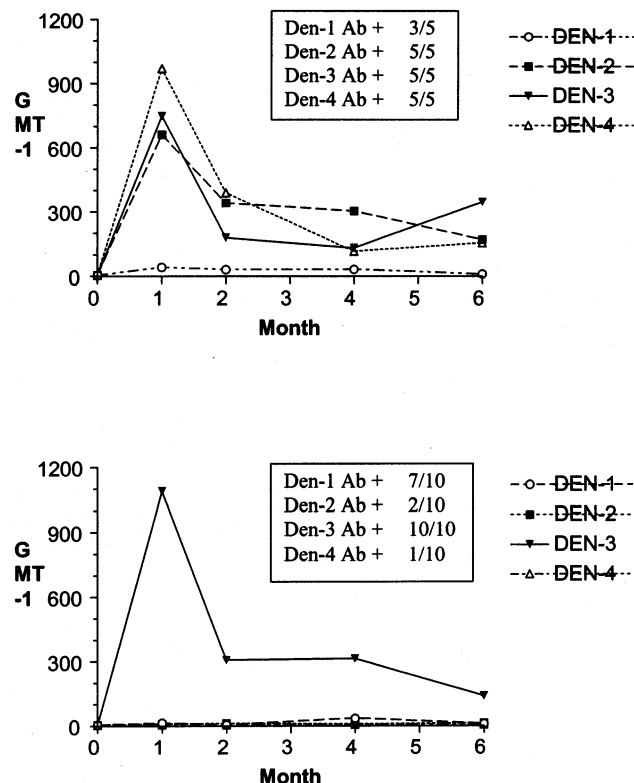 1200
900
600
300
0
G
MT
-1
0 1 2 3 4 5 6
Month
Den-1 Ab + 3/5
Den-2 Ab + 5/5
Den-3 Ab + 5/5
Den-4 Ab + 5/5
DEN-1
DEN-2
DEN-3
DEN-4
1200
900
600
300
0
G
MT
-1
0 1 2 3 4 5 6
Month
Den-1 Ab + 7/10
Den-2 Ab + 2/10
Den-3 Ab + 10/10
Den-4 Ab + 1/10
DEN-1
DEN-2
DEN-3
DEN-4